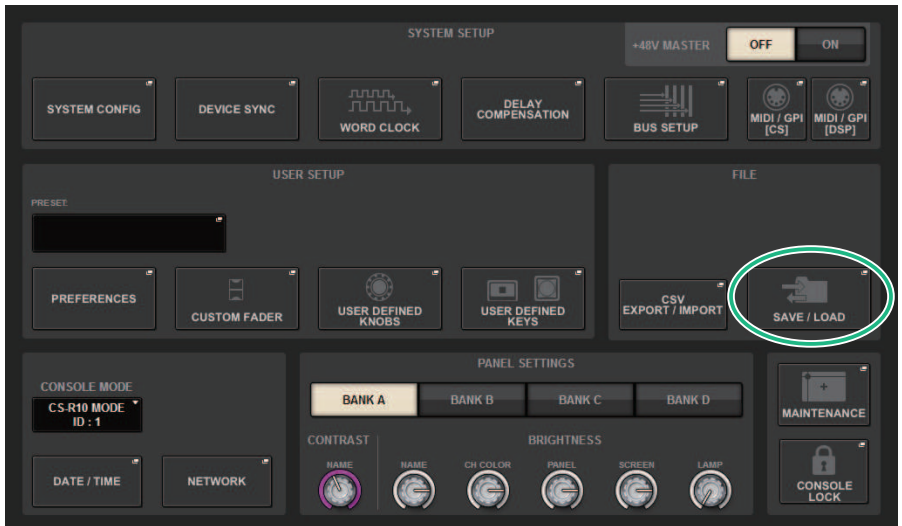 SYSTEM SETUP
+48V MASTER
OFF
ON
SYSTEM CONFIG
DEVICE SYNC
WORD CLOCK
DELAY
COMPENSATION
BUS SETUP
MIDI / GPI
[CS]
MIDI / GPI
[DSP]
USER SETUP
PRESET:
PREFERENCES
CUSTOM FADER
USER DEFINED
KNOBS
USER DEFINED
KEYS
FILE
CSV
EXPORT / IMPORT
SAVE / LOAD
CONSOLE MODE
CS-R10 MODE
ID : 1
DATE / TIME
NETWORK
PANEL SETTINGS
BANK A
BANK B
BANK C
BANK D
CONTRAST
BRIGHTNESS
NAME
NAME
CH COLOR
PANEL
SCREEN
LAMP
MAINTENANCE
CONSOLE
LOCK